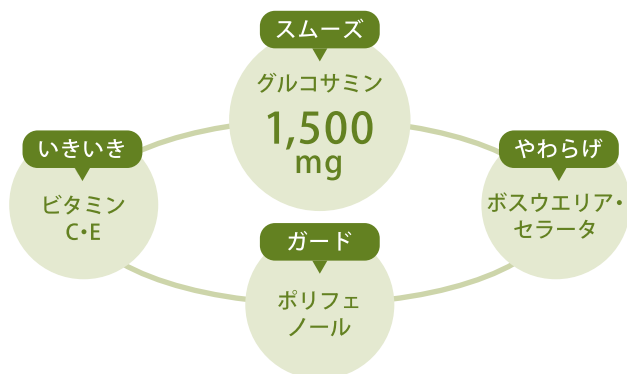 スムーズ
グルコサミン
1,500
mg
いきいき
ビタミン
C・E
やわらげ
ボスウエリア・
セラータ
ガード
ポリフェ
ノール